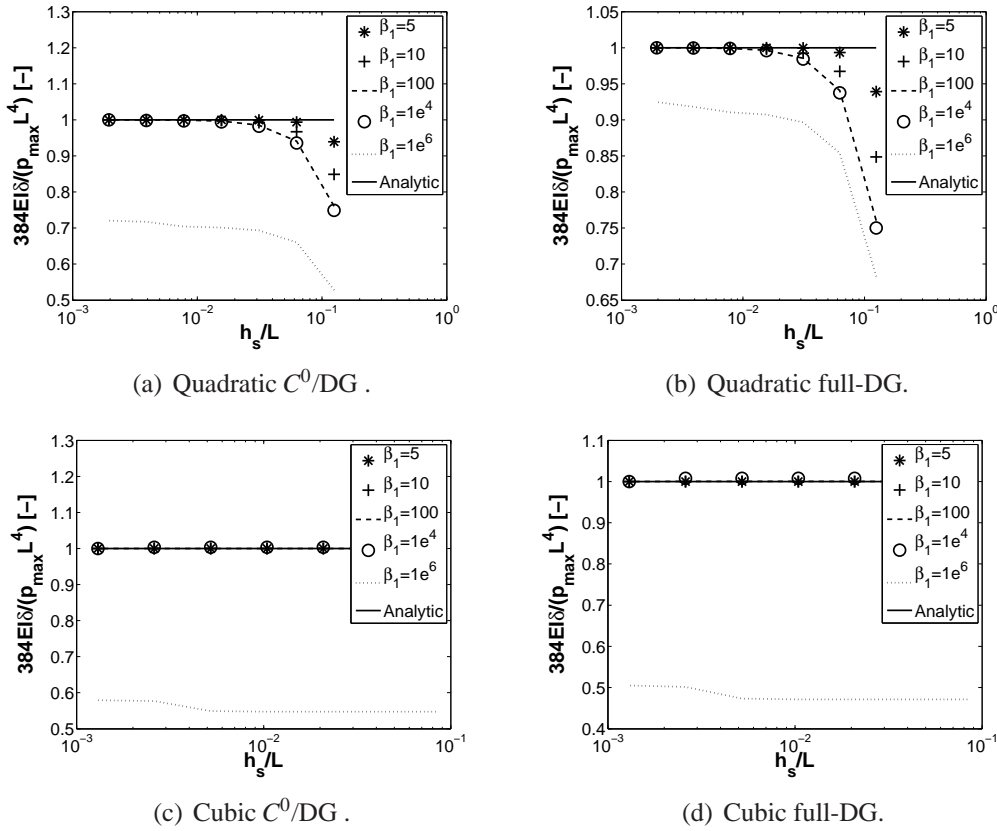 1.3
1.2
1.1
1
0.9
0.8
0.7
0.6
0.5
384EIδ/(p_max L^4) [−]
10^−3
10^−2
10^−1
10^0
h_s/L
β_1=5
β_1=10
β_1=100
β_1=1e^4
β_1=1e^6
Analytic
(a) Quadratic C^0/DG .
1.05
1
0.95
0.9
0.85
0.8
0.75
0.7
0.65
384EIδ/(p_max L^4) [−]
10^−3
10^−2
10^−1
10^0
h_s/L
β_1=5
β_1=10
β_1=100
β_1=1e^4
β_1=1e^6
Analytic
(b) Quadratic full-DG.
1.3
1.2
1.1
1
0.9
0.8
0.7
0.6
0.5
384EIδ/(p_max L^4) [−]
10^−3
10^−2
10^−1
h_s/L
β_1=5
β_1=10
β_1=100
β_1=1e^4
β_1=1e^6
Analytic
(c) Cubic C^0/DG .
1.1
1
0.9
0.8
0.7
0.6
0.5
0.4
384EIδ/(p_max L^4) [−]
10^−3
10^−2
10^−1
h_s/L
β_1=5
β_1=10
β_1=100
β_1=1e^4
β_1=1e^6
Analytic
(d) Cubic full-DG.